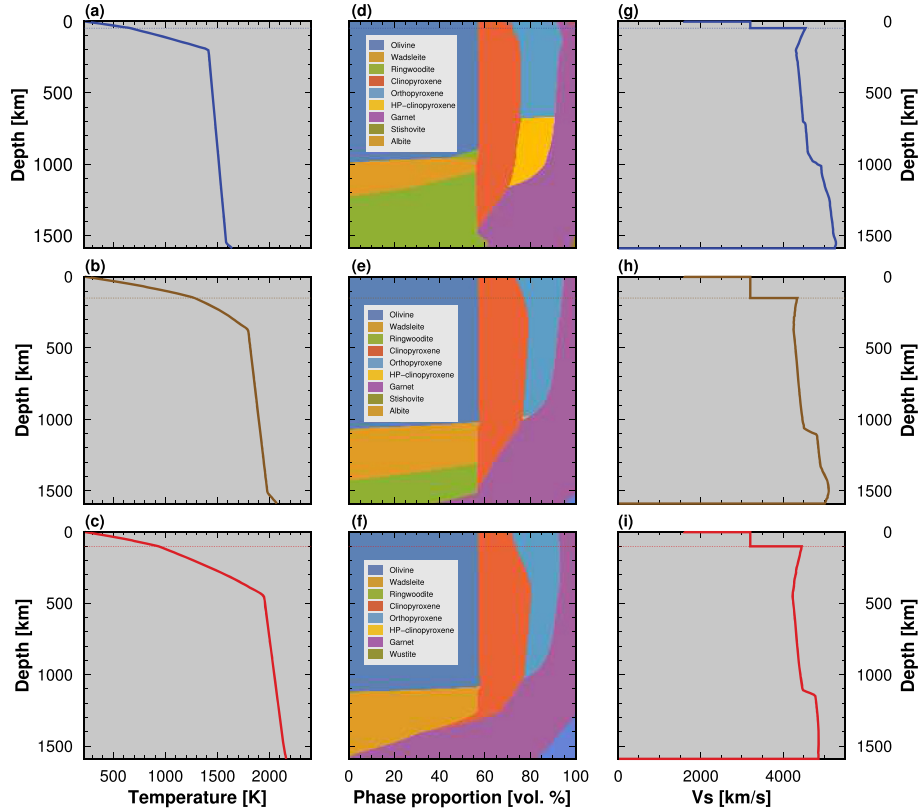 (a)
(d)
(g)
0
500
1000
1500
Depth [km]
Olivine
Wadsleite
Ringwoodite
Clinopyroxene
Orthopyroxene
HP-clinopyroxene
Garnet
Stishovite
Albite
0
500
1000
1500
Depth [km]
(b)
(e)
(h)
0
500
1000
1500
Depth [km]
Olivine
Wadsleite
Ringwoodite
Clinopyroxene
Orthopyroxene
HP-clinopyroxene
Garnet
Stishovite
Albite
0
500
1000
1500
Depth [km]
(c)
(f)
(i)
0
500
1000
1500
Depth [km]
Olivine
Wadsleite
Ringwoodite
Clinopyroxene
Orthopyroxene
HP-clinopyroxene
Garnet
Wustite
0
500
1000
1500
Depth [km]
500 1000 1500 2000
0 20 40 60 80 100
0 2000 4000
Temperature [K]
Phase proportion [vol. %]
Vs [km/s]